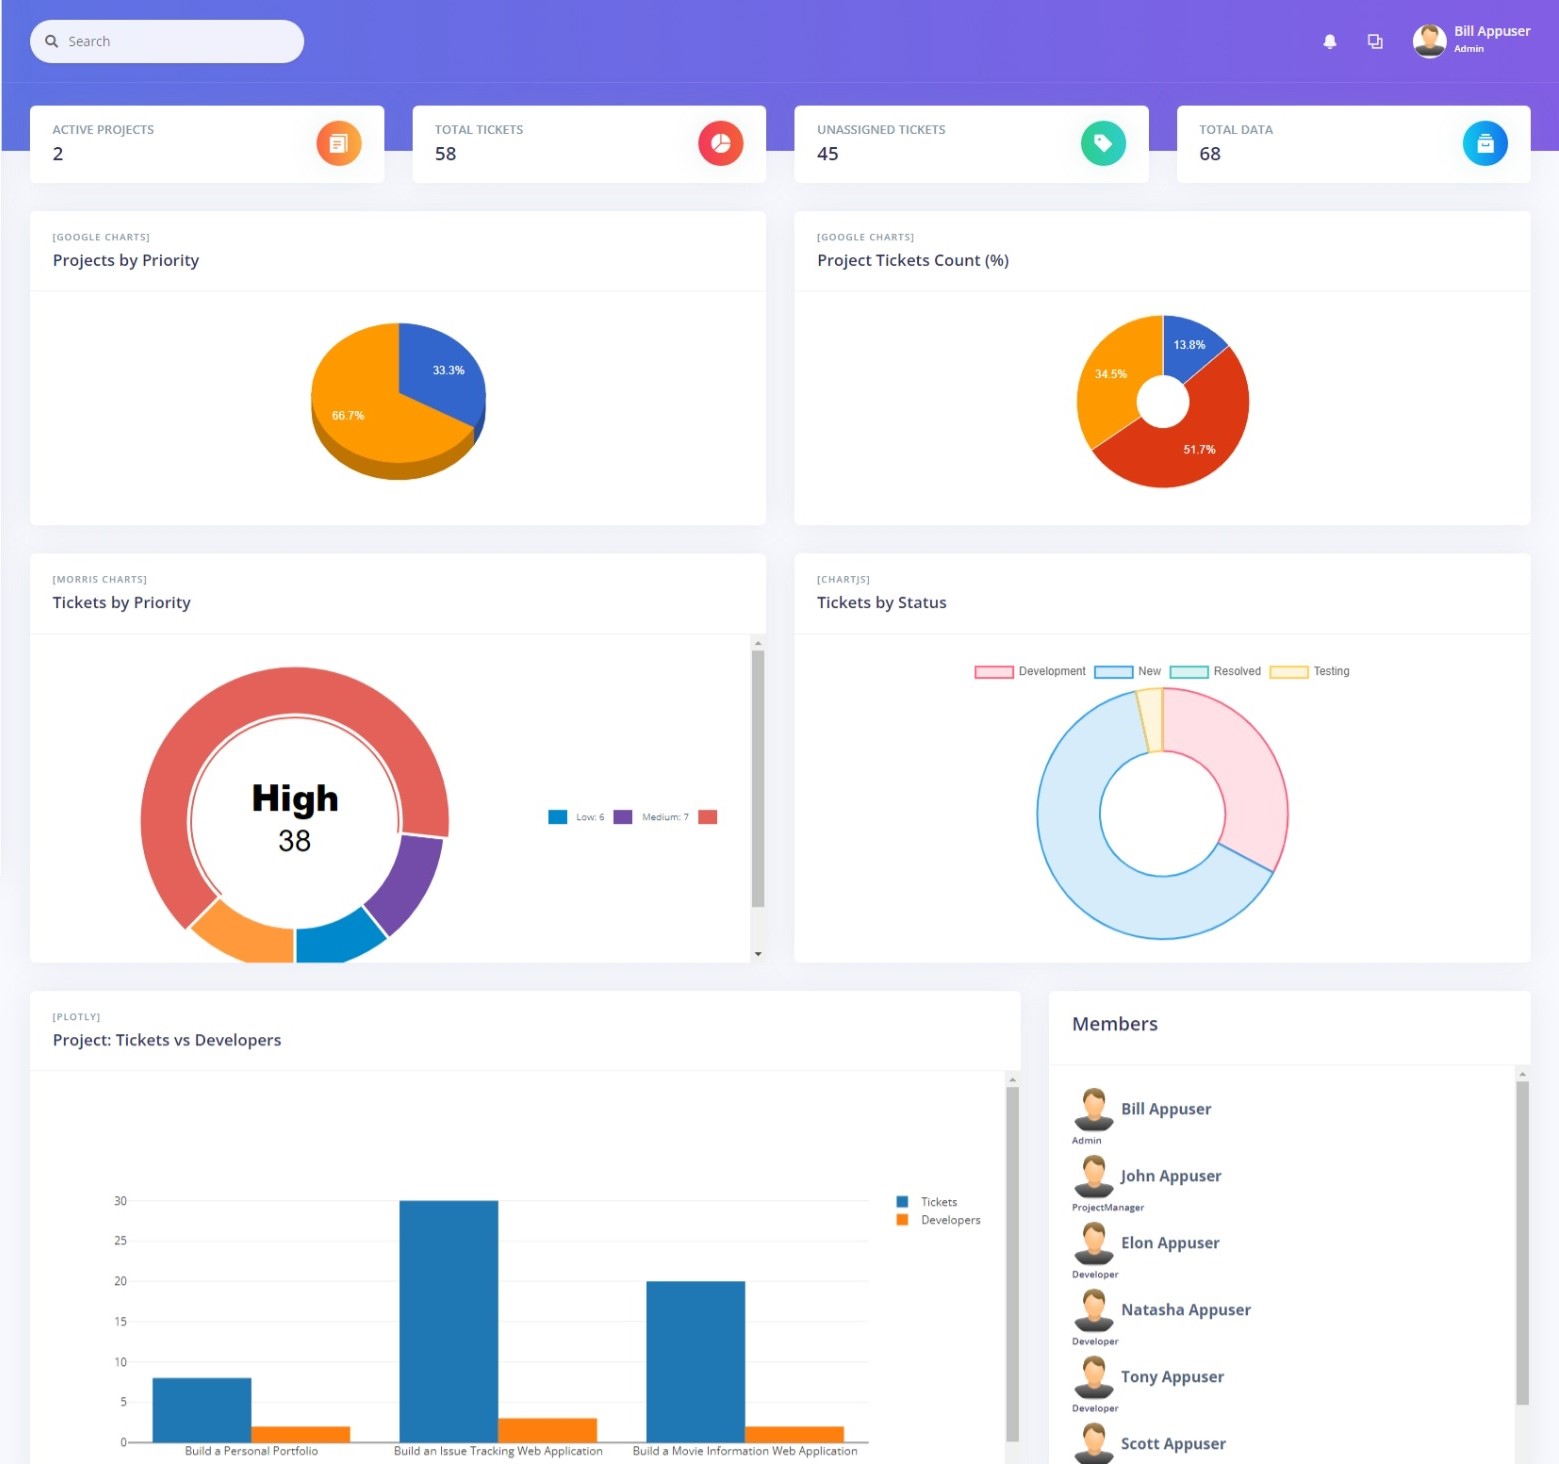 Search
Bill Appuser
Admin
ACTIVE PROJECTS
2
TOTAL TICKETS
58
UNASSIGNED TICKETS
45
TOTAL DATA
68
[GOOGLE CHARTS]
Projects by Priority
33.3%
66.7%
[GOOGLE CHARTS]
Project Tickets Count (%)
13.8%
34.5%
51.7%
[MORRIS CHARTS]
Tickets by Priority
High
38
Low: 6 Medium: 7
[CHARTJS]
Tickets by Status
Development New Resolved Testing
[PLOTLY]
Project: Tickets vs Developers
30
25
20
15
10
5
0
Build a Personal Portfolio Build an Issue Tracking Web Application Build a Movie Information Web Application
Tickets
Developers
Members
Bill Appuser
Admin
John Appuser
ProjectManager
Elon Appuser
Developer
Natasha Appuser
Developer
Tony Appuser
Developer
Scott Appuser